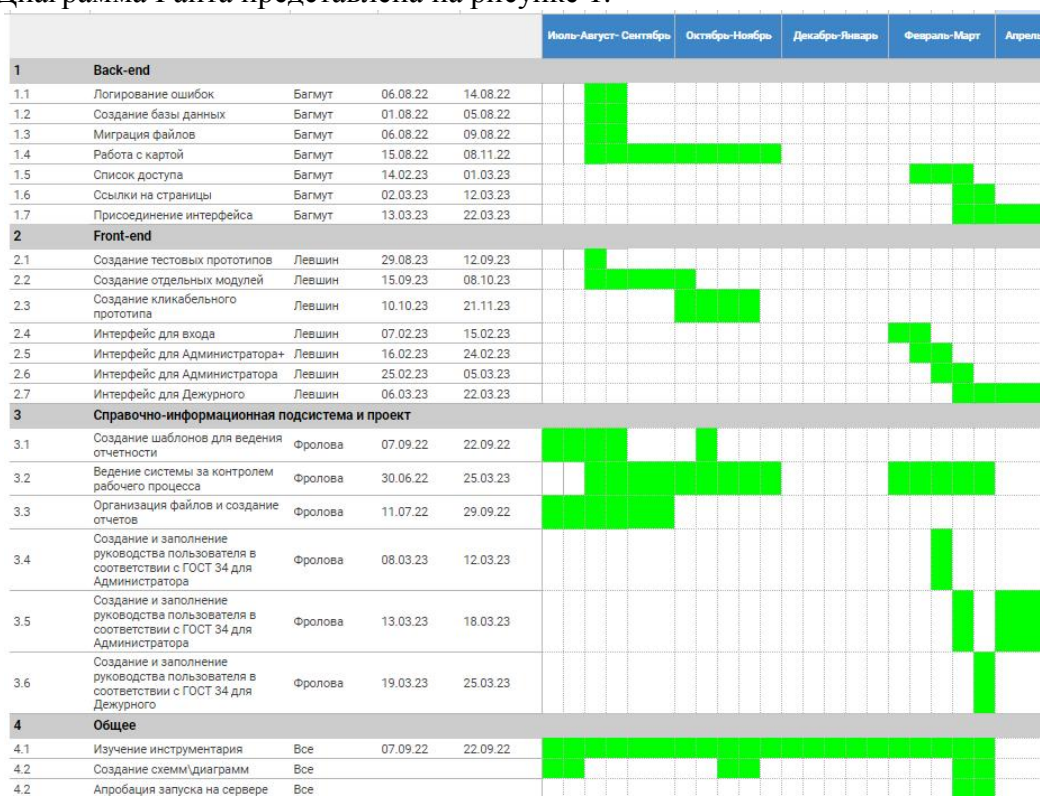 Диаграмма Ганта представлена на рисунке 1.
Июль-Август- Сентябрь Октябрь-Ноябрь Декабрь-Январь Февраль-Март Апрель
1 Back-end
1.1 Логирование ошибок Багмут 06.08.22 14.08.22
1.2 Создание базы данных Багмут 01.08.22 05.08.22
1.3 Миграция файлов Багмут 06.08.22 09.08.22
1.4 Работа с картой Багмут 15.08.22 08.11.22
1.5 Список доступа Багмут 14.02.23 01.03.23
1.6 Ссылки на страницы Багмут 02.03.23 12.03.23
1.7 Присоединение интерфейса Багмут 13.03.23 22.03.23
2 Front-end
2.1 Создание тестовых прототипов Левшин 29.08.23 12.09.23
2.2 Создание отдельных модулей Левшин 15.09.23 08.10.23
2.3 Создание кликабельного
прототипа Левшин 10.10.23 21.11.23
2.4 Интерфейс для входа Левшин 07.02.23 15.02.23
2.5 Интерфейс для Администратора+ Левшин 16.02.23 24.02.23
2.6 Интерфейс для Администратора Левшин 25.02.23 05.03.23
2.7 Интерфейс для Дежурного Левшин 06.03.23 22.03.23
3 Справочно-информационная подсистема и проект
3.1 Создание шаблонов для ведения
отчетности Фролова 07.09.22 22.09.22
3.2 Ведение системы за контролем
рабочего процесса Фролова 30.06.22 25.03.23
3.3 Организация файлов и создание
отчетов Фролова 11.07.22 29.09.22
Создание и заполнение
руководства пользователя в
3.4 соответствии с ГОСТ 34 для Фролова 08.03.23 12.03.23
Администратора
Создание и заполнение
руководства пользователя в
3.5 соответствии с ГОСТ 34 для Фролова 13.03.23 18.03.23
Администратора
Создание и заполнение
руководства пользователя в
3.6 соответствии с ГОСТ 34 для Фролова 19.03.23 25.03.23
Дежурного
4 Общее
4.1 Изучение инструментария Все 07.09.22 22.09.22
4.2 Создание схемм\диаграмм Все
4.2 Апробация запуска на сервере Все